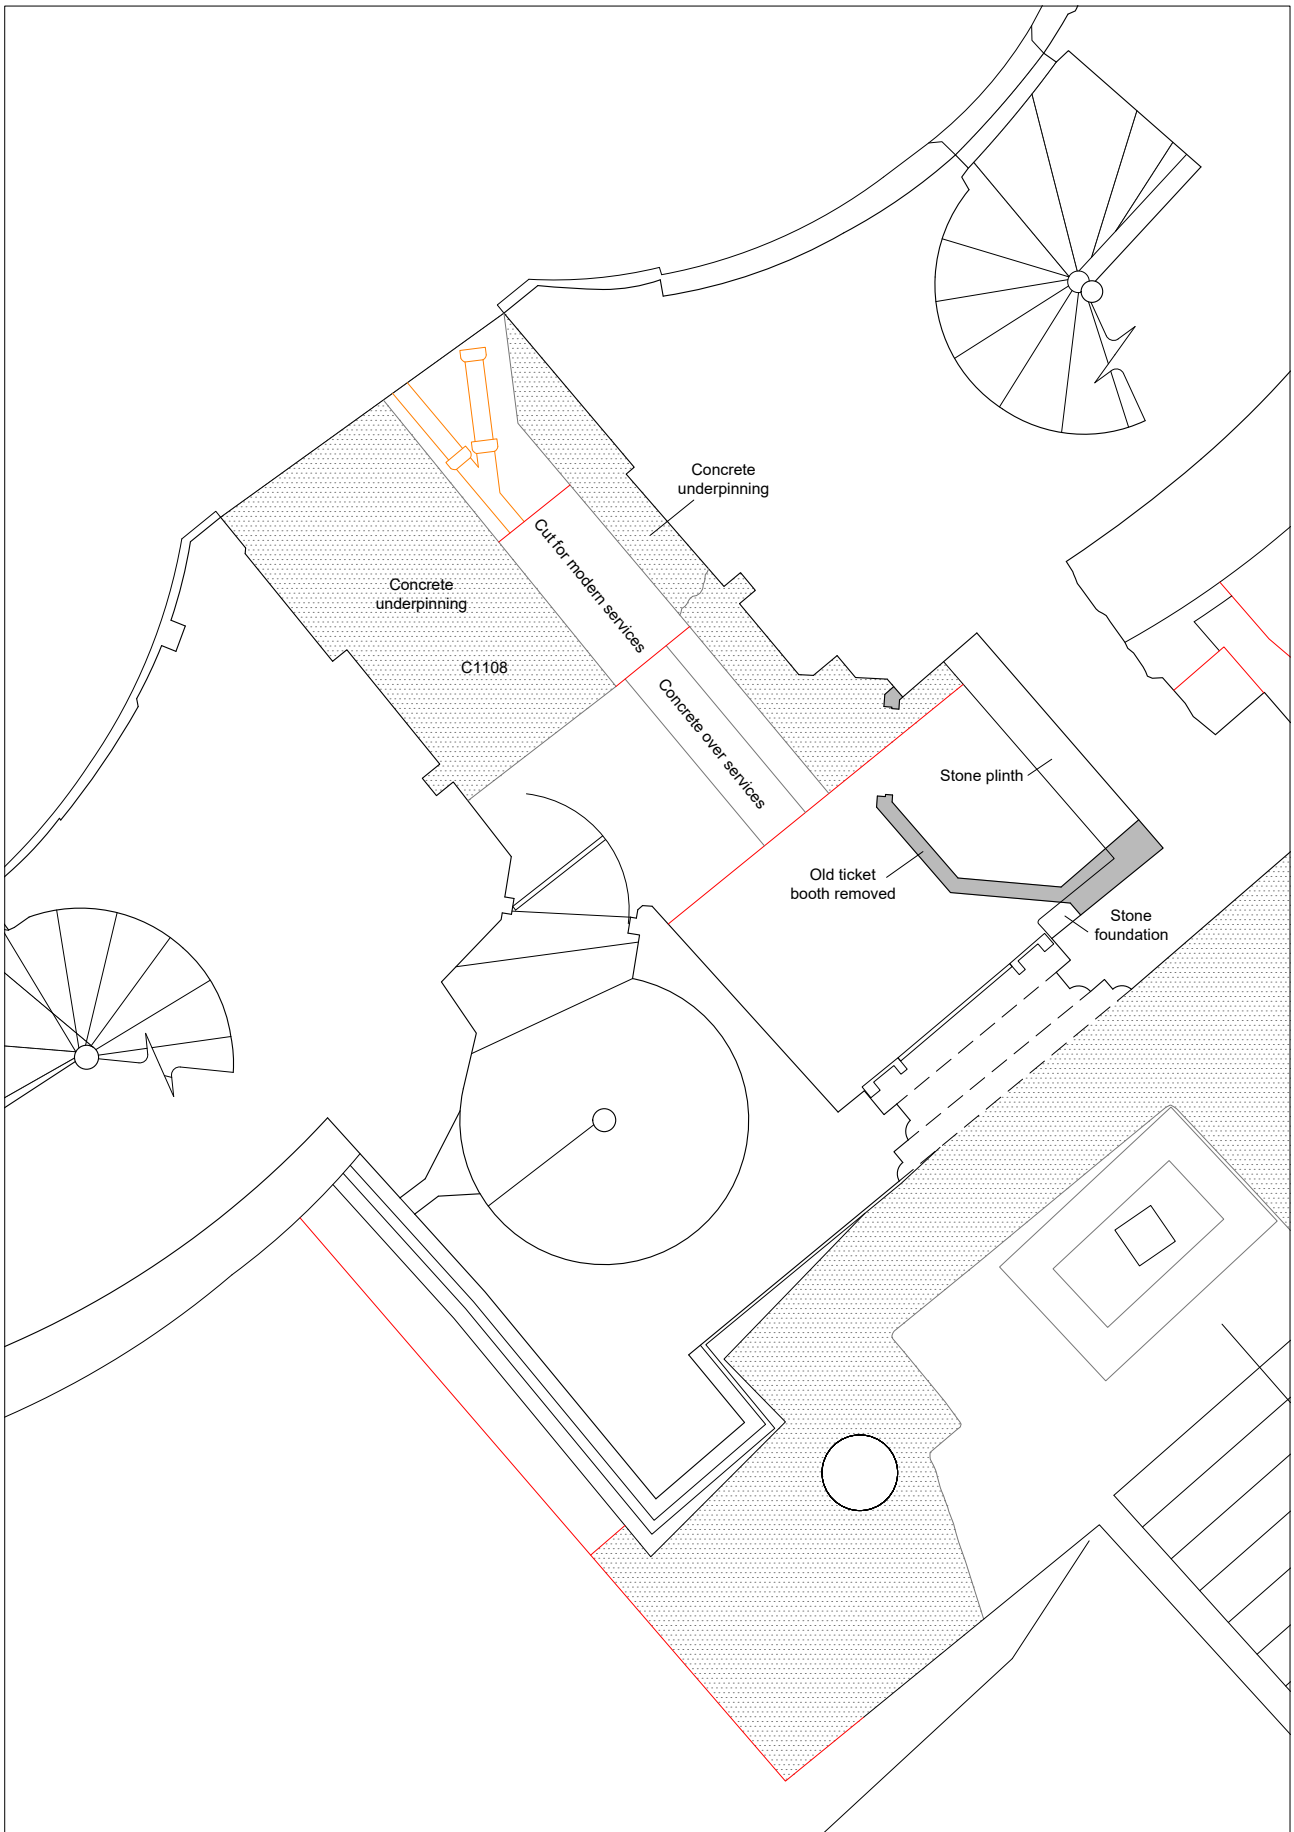 Concrete
underpinning
Cut for modern services
Concrete
underpinning
C1108
Concrete over services
Stone plinth
Old ticket
booth removed
Stone
foundation